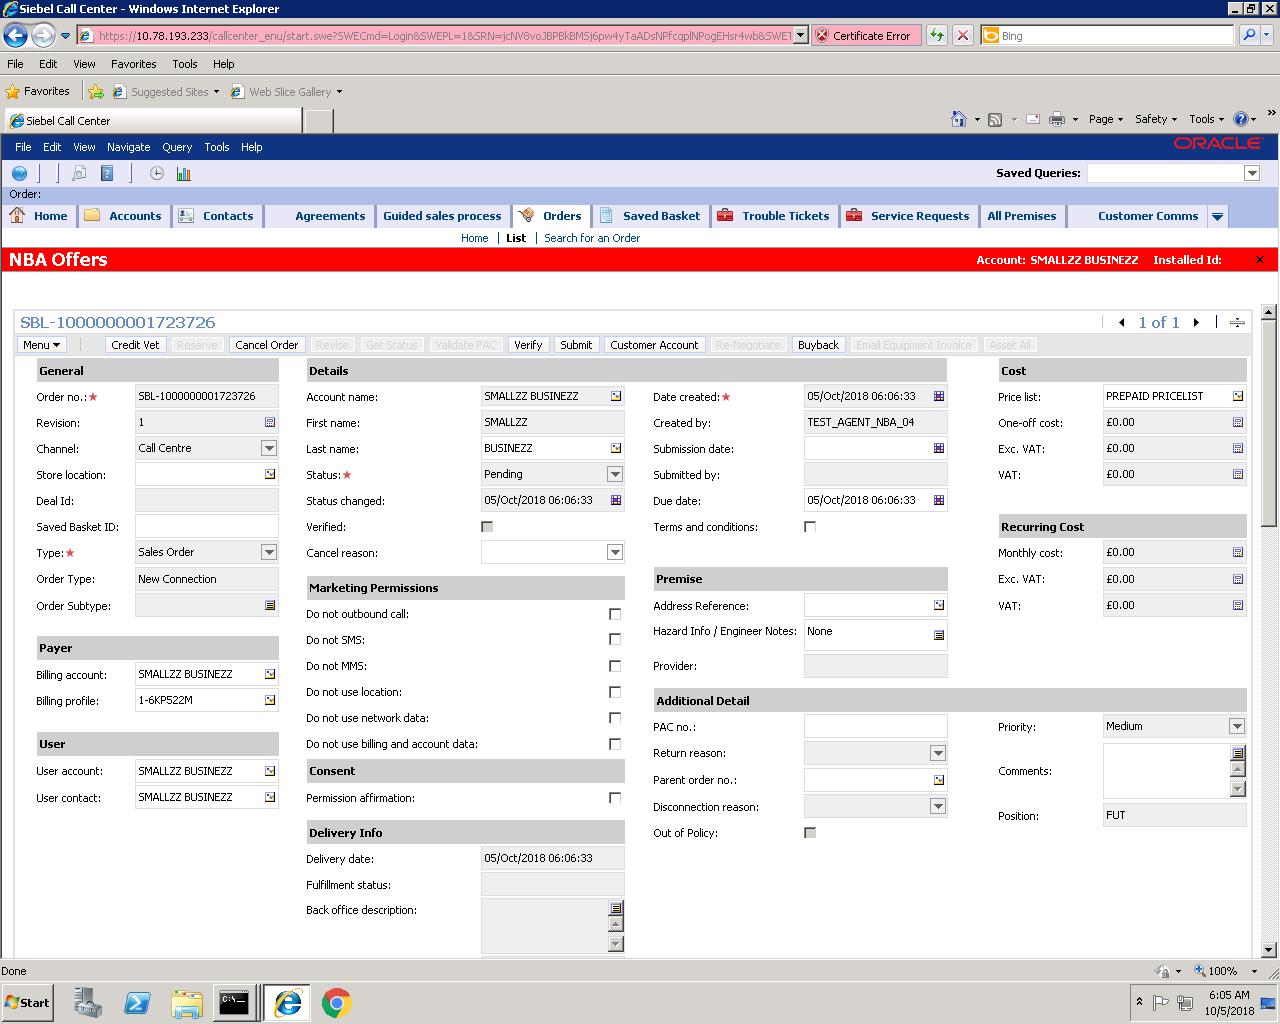 Siebel Call Center - Windows Internet Explorer
https://10.78.193.233/callcenter_enu/start.swe?SWECmd=Login&SWEPL=1&SRN=jcNV8voJBPBkBMSj6pw4yTaADsNPfcqplNPogEHsr4wb&SWET Certificate Error Bing
File Edit View Favorites Tools Help
Favorites Suggested Sites Web Slice Gallery
Siebel Call Center Page Safety Tools
File Edit View Navigate Query Tools Help ORACLE
Saved Queries:
Order:
Home Accounts Contacts Agreements Guided sales process Orders Saved Basket Trouble Tickets Service Requests All Premises Customer Comms
Home List Search for an Order
NBA Offers Account: SMALLZZ BUSINEZZ Installed Id:
SBL-1000000001723726 1 of 1
Menu Credit Vet Reserve Cancel Order Revise Get Status Validate PAC Verify Submit Customer Account Re-Negotiate Buyback Email Equipment Invoice Asset All
General Details Cost
Order no.: SBL-1000000001723726 Account name: SMALLZZ BUSINEZZ Date created: 05/Oct/2018 06:06:33 Price list: PREPAID PRICELIST
Revision: 1 First name: SMALLZZ Created by: TEST_AGENT_NBA_04 One-off cost: £0.00
Channel: Call Centre Last name: BUSINEZZ Submission date: Exc. VAT: £0.00
Store location: Status: Pending Submitted by: VAT: £0.00
Deal Id: Status changed: 05/Oct/2018 06:06:33 Due date: 05/Oct/2018 06:06:33
Saved Basket ID: Verified: Terms and conditions: Recurring Cost
Type: Sales Order Cancel reason: Monthly cost: £0.00
Order Type: New Connection Marketing Permissions Premise Exc. VAT: £0.00
Order Subtype: Do not outbound call: Address Reference: VAT: £0.00
Payer Do not SMS: Hazard Info / Engineer Notes: None
Billing account: SMALLZZ BUSINEZZ Do not MMS: Provider:
Billing profile: 1-6KP522M Do not use location: Additional Detail
User Do not use network data: PAC no.: Priority: Medium
Do not use billing and account data: Return reason:
User account: SMALLZZ BUSINEZZ Consent Parent order no.: Comments:
User contact: SMALLZZ BUSINEZZ Permission affirmation: Disconnection reason: Position: FUT
Delivery Info Out of Policy:
Delivery date: 05/Oct/2018 06:06:33
Fulfillment status:
Back office description:
Done 100%
Start C:\. 6:05 AM
10/5/2018